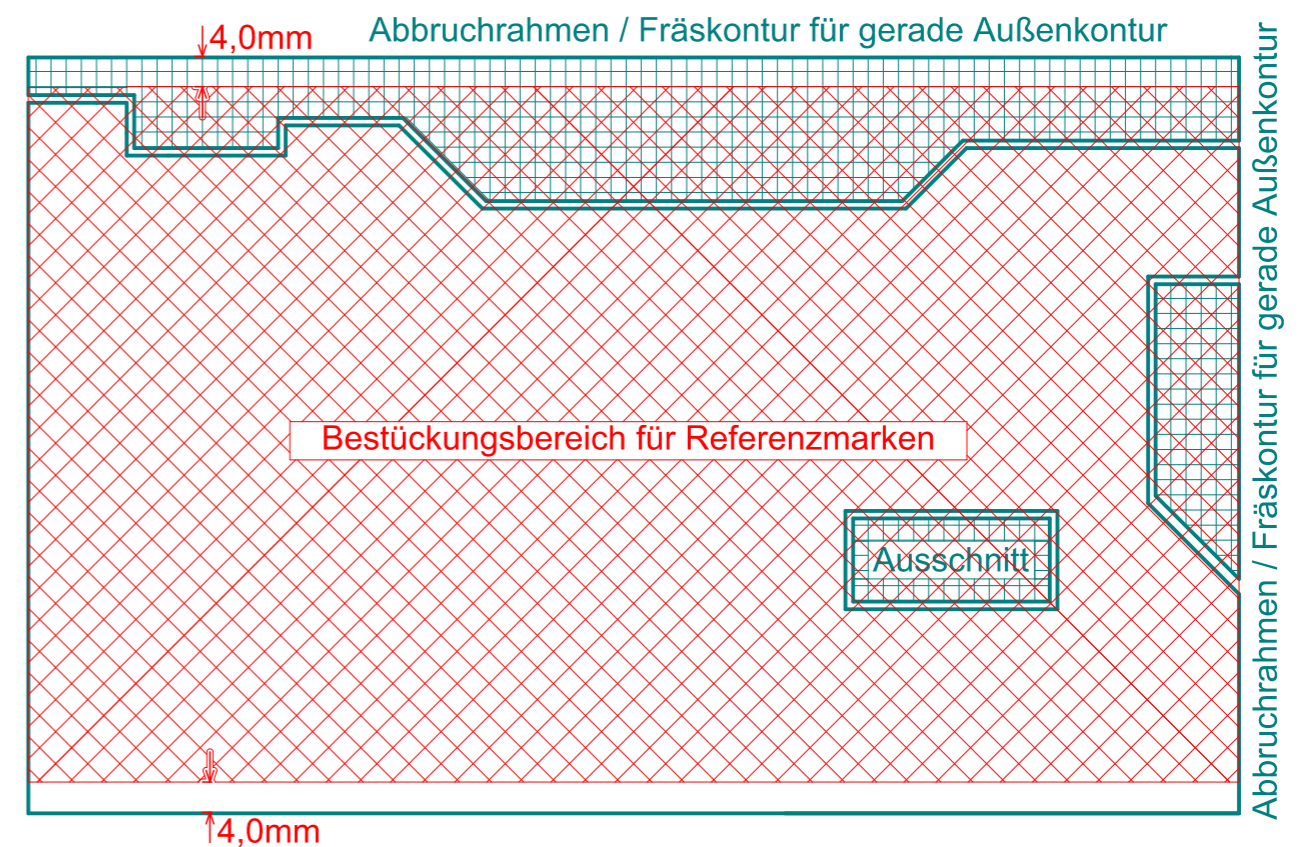 4,0mm
Abbruchrahmen / Fräskontur für gerade Außenkontur
Abbruchrahmen / Fräskontur für gerade Außenkontur
Bestückungsbereich für Referenzmarken
Ausschnitt
4,0mm